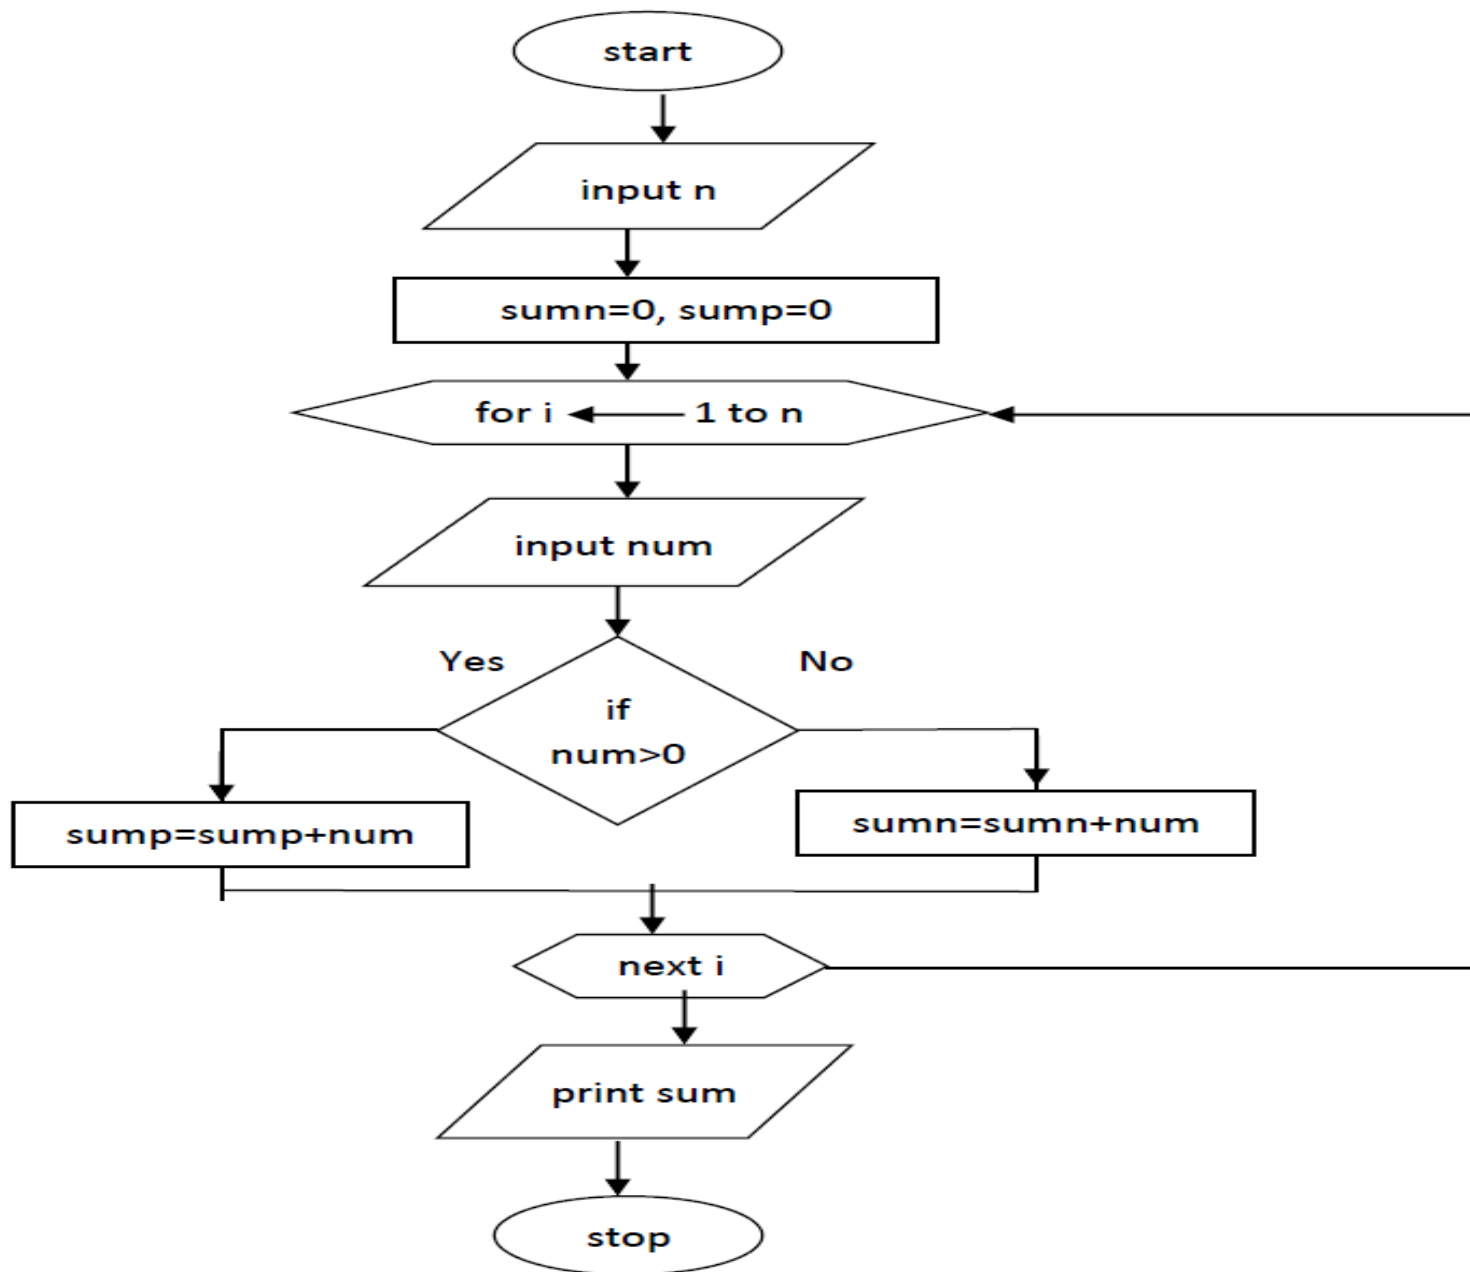 start
input n
sumn=0, sump=0
for i 1 to n
input num
Yes
No
if
num>0
sump=sump+num
sumn=sumn+num
next i
print sum
stop